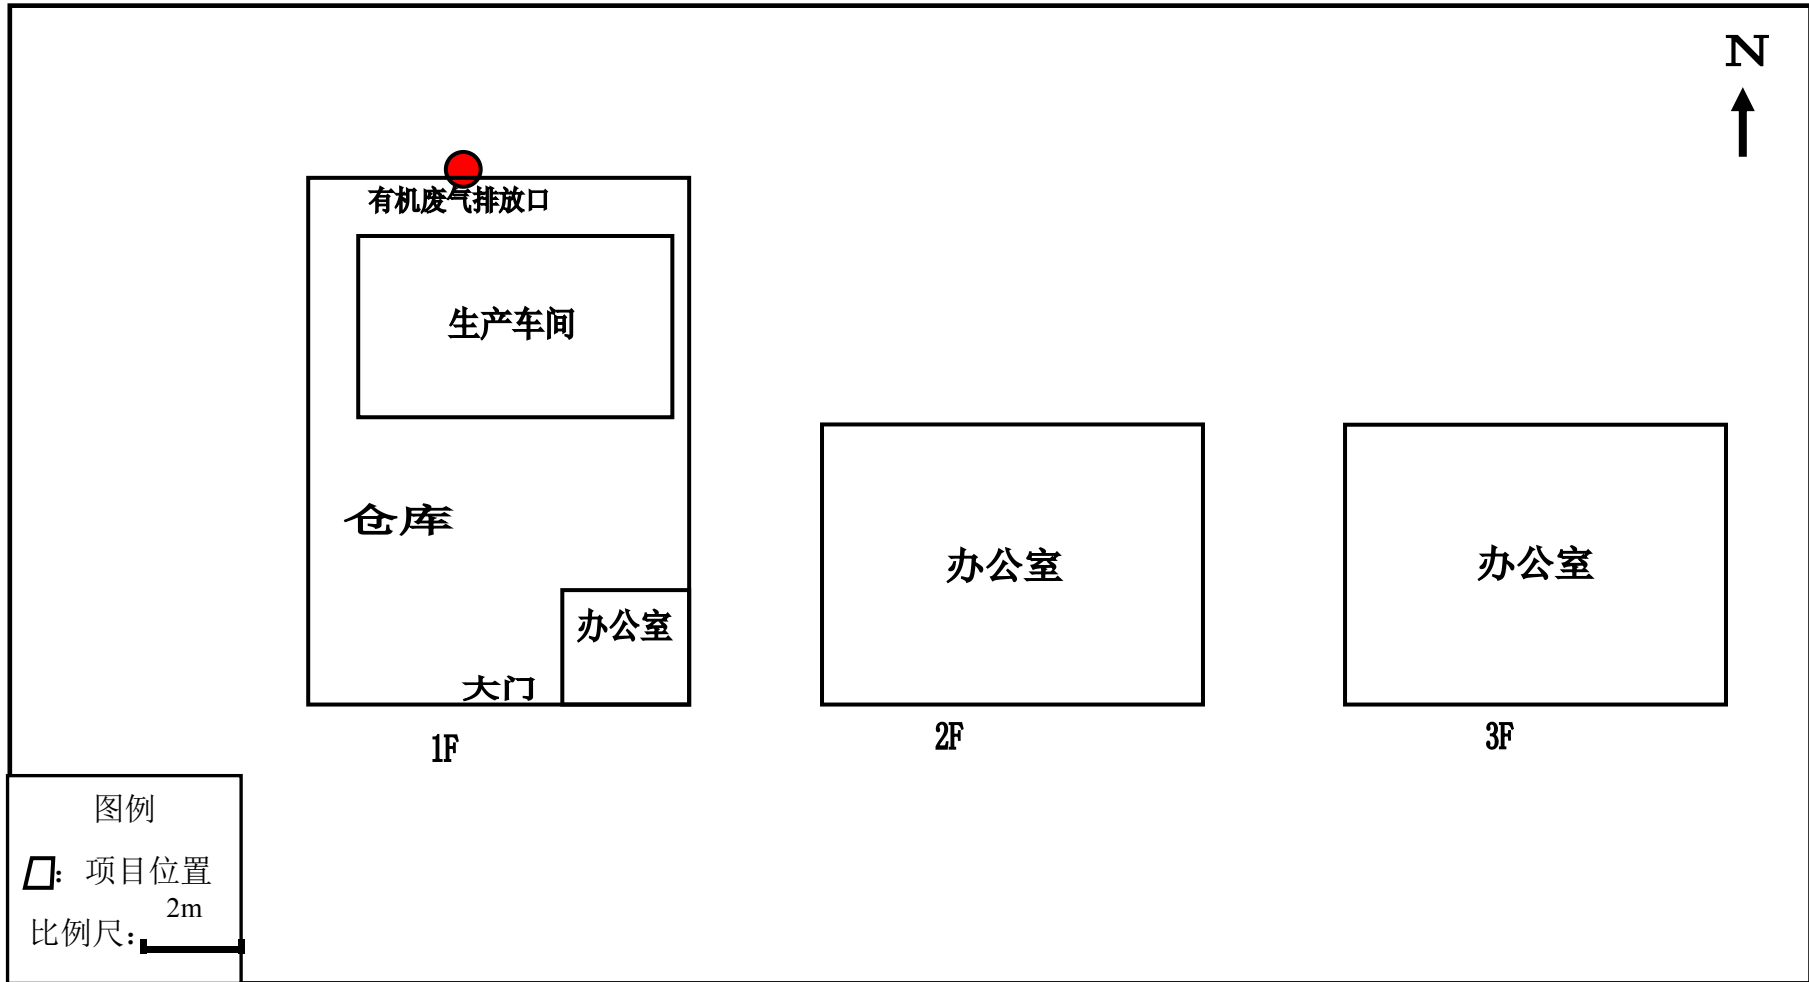 N
有机废气排放口
生产车间
仓库
办公室
大门
1F
办公室
2F
办公室
3F
图例
：项目位置
2m
比例尺：